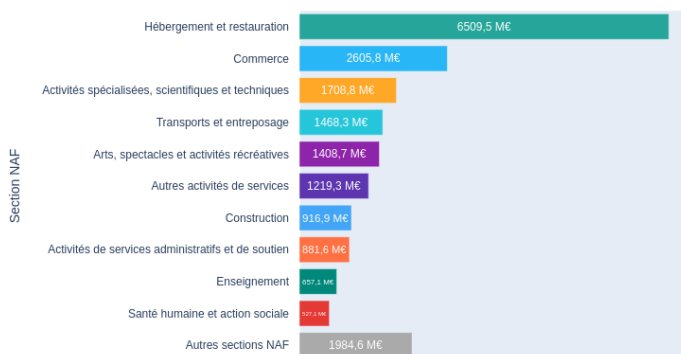 Section NAF
Hébergement et restauration 6509,5 M€
Commerce 2605,8 M€
Activités spécialisées, scientifiques et techniques 1708,8 M€
Transports et entreposage 1468,3 M€
Arts, spectacles et activités récréatives 1408,7 M€
Autres activités de services 1219,3 M€
Construction 916,9 M€
Activités de services administratifs et de soutien 881,6 M€
Enseignement 657,1 M€
Santé humaine et action sociale 527,1 M€
Autres sections NAF 1984,6 M€